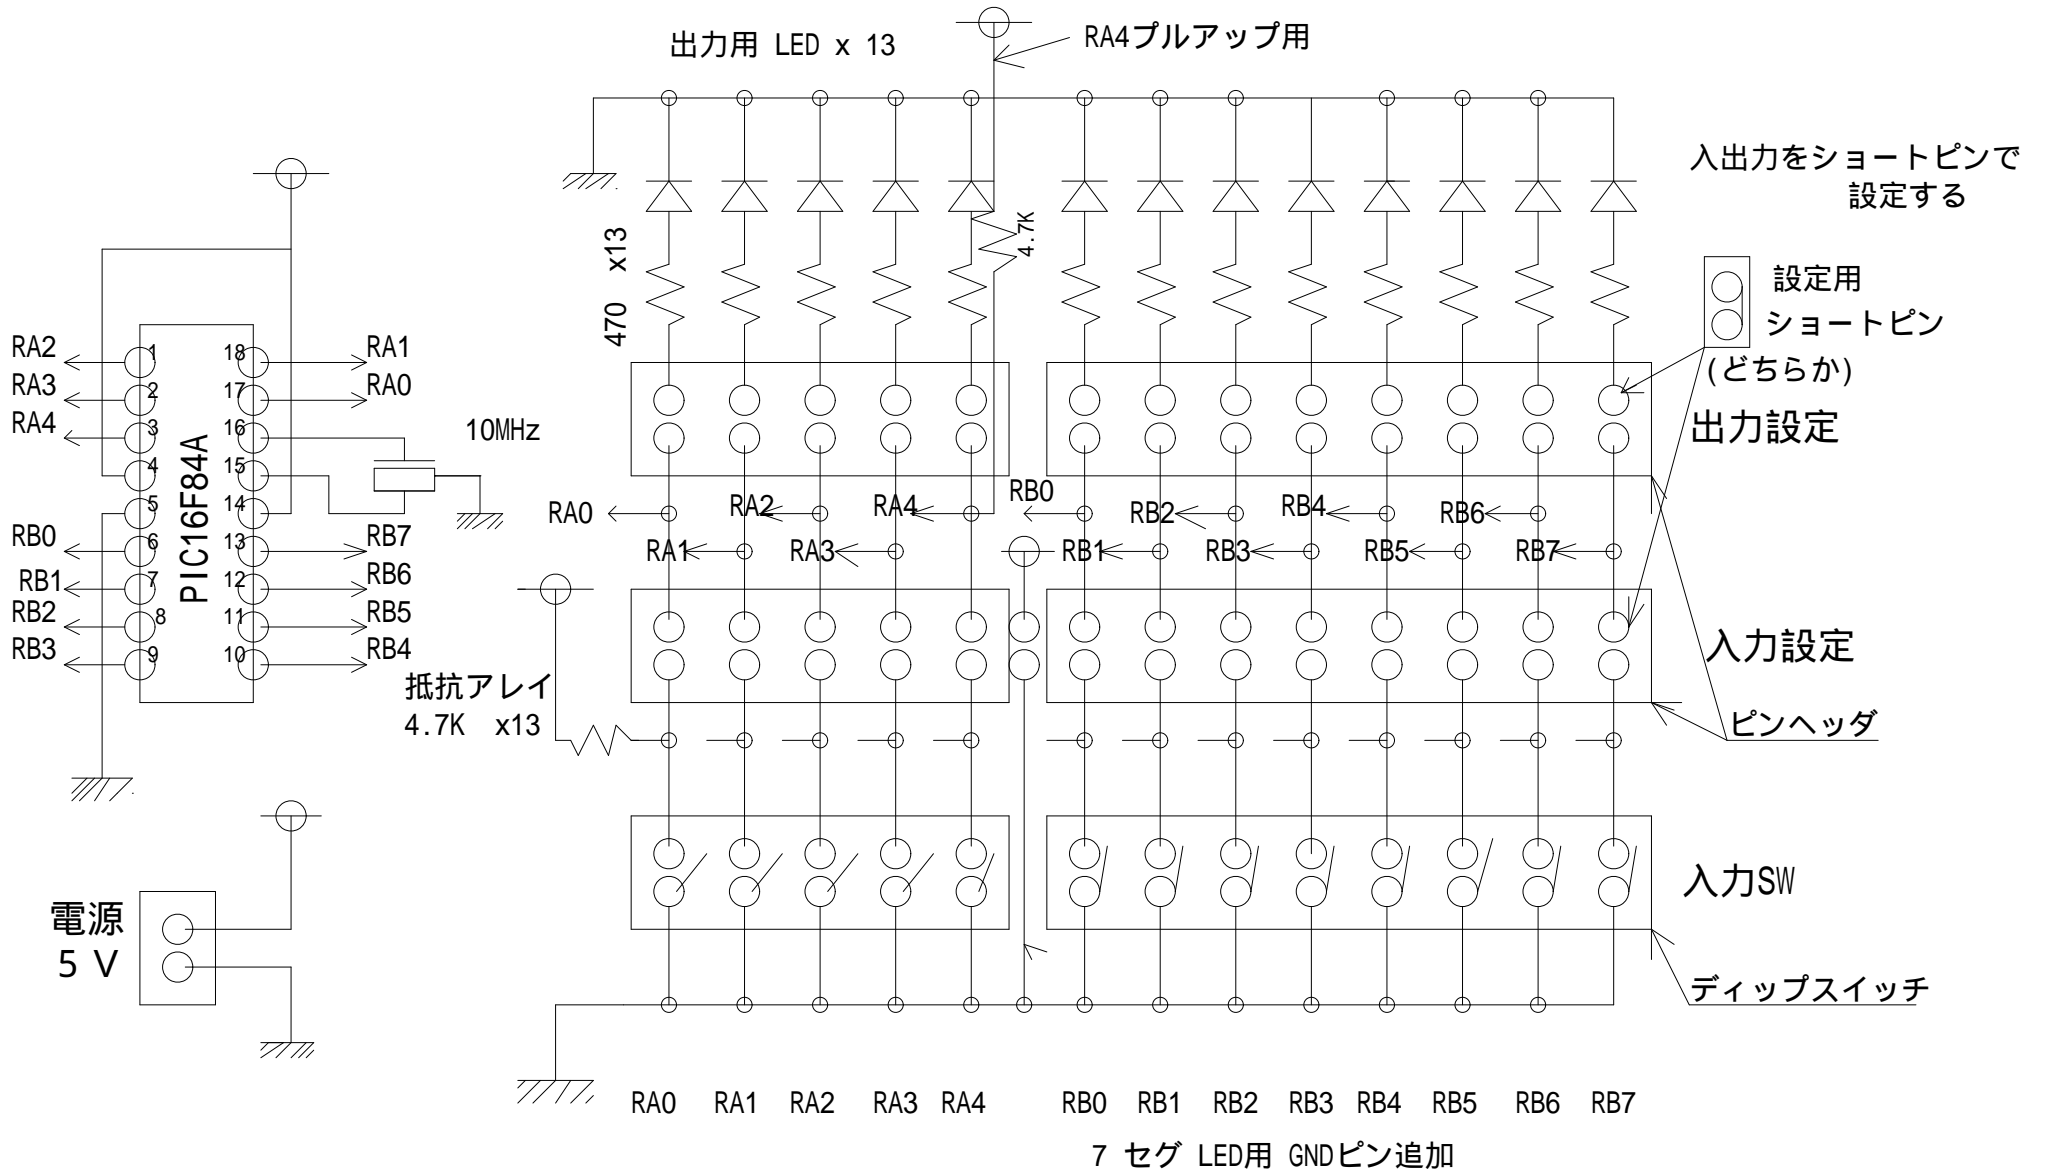 出力用 LED x 13
RA4プルアップ用
入出力をショートピンで
設定する
470 x13
4.7K
設定用
ショートピン
(どちらか)
出力設定
RA2
RA3
RA4
RB0
RB1
RB2
RB3
1
2
3
4
5
6
7
8
9
PIC16F84A
18
17
16
15
14
13
12
11
10
RA1
RA0
RB7
RB6
RB5
RB4
10MHz
RA0
RA2
RA4
RB0
RB2
RB4
RB6
RA1
RA3
RB1
RB3
RB5
RB7
入力設定
抵抗アレイ
4.7K x13
ピンヘッダ
電源
5 V
入力SW
ディップスイッチ
RA0 RA1 RA2 RA3 RA4 RB0 RB1 RB2 RB3 RB4 RB5 RB6 RB7
7 セグ LED用 GNDピン追加